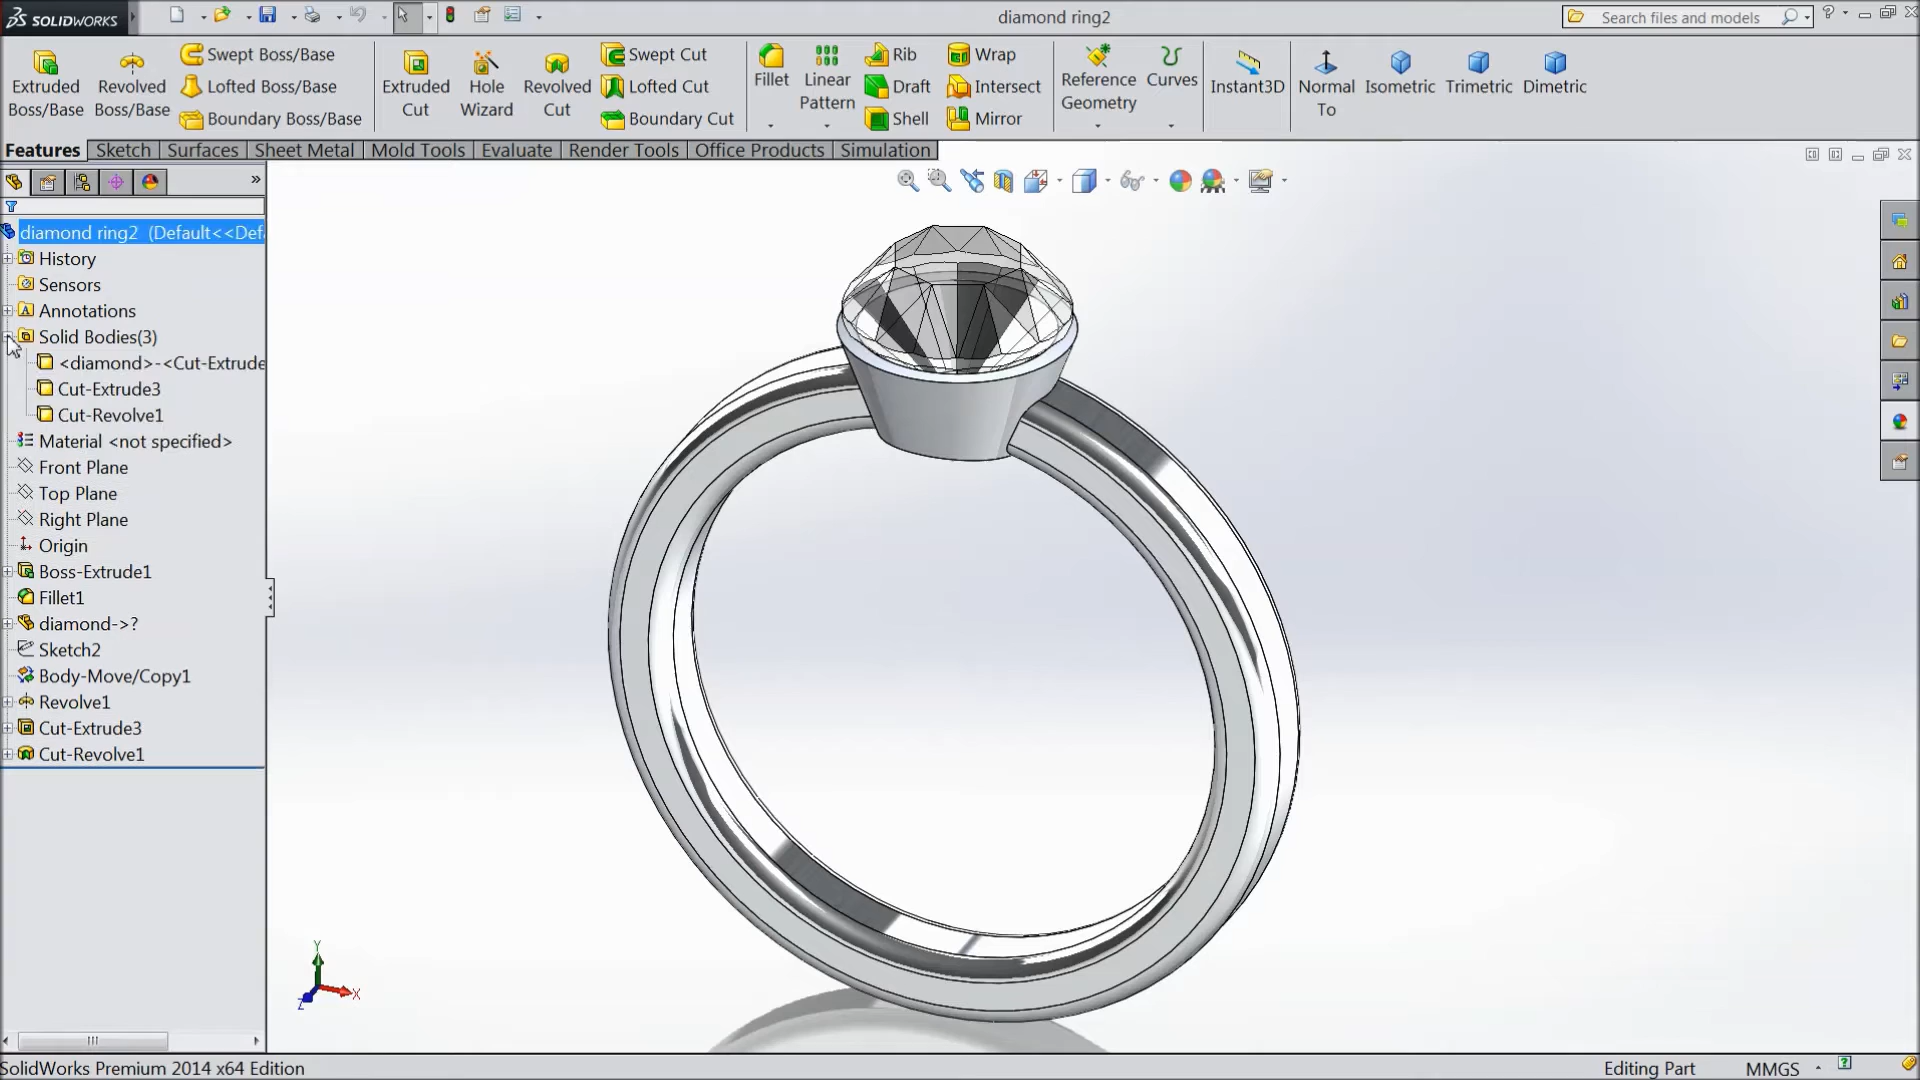 SOLIDWORKS
diamond ring2
Search files and models
Extruded Boss/Base
Revolved Boss/Base
Swept Boss/Base
Lofted Boss/Base
Boundary Boss/Base
Extruded Cut
Hole Wizard
Revolved Cut
Swept Cut
Lofted Cut
Boundary Cut
Fillet
Linear Pattern
Rib
Draft
Shell
Wrap
Intersect
Mirror
Reference Geometry
Curves
Instant3D
Normal To
Isometric
Trimetric
Dimetric
Features
Sketch
Surfaces
Sheet Metal
Mold Tools
Evaluate
Render Tools
Office Products
Simulation
diamond ring2 (Default<<Def
History
Sensors
Annotations
Solid Bodies(3)
<diamond>-<Cut-Extrude
Cut-Extrude3
Cut-Revolve1
Material <not specified>
Front Plane
Top Plane
Right Plane
Origin
Boss-Extrude1
Fillet1
diamond->?
Sketch2
Body-Move/Copy1
Revolve1
Cut-Extrude3
Cut-Revolve1
Y
X
Z
SolidWorks Premium 2014 x64 Edition
Editing Part
MMGS